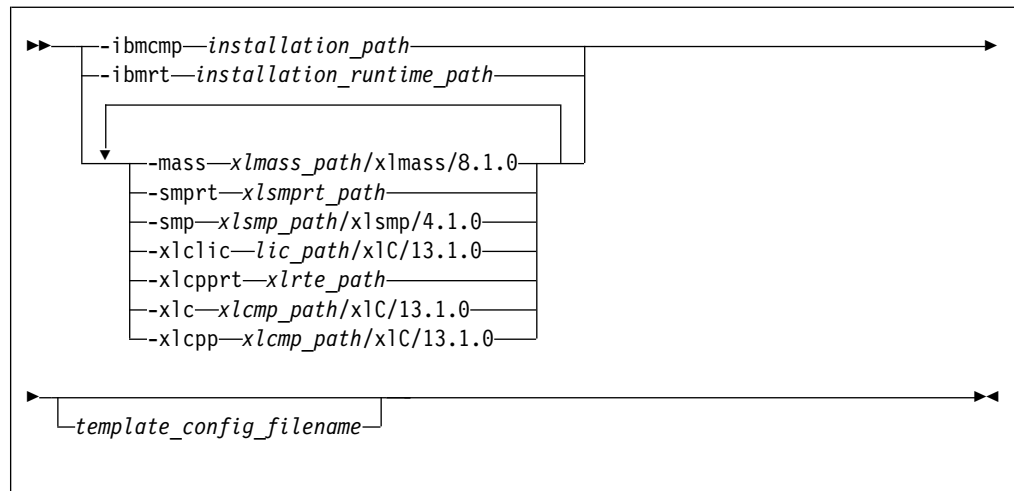 -ibmcmp installation_path
-ibmrt installation_runtime_path
-mass xlmass_path/xlmass/8.1.0
-smprt xlsmprt_path
-smp xlsmp_path/xlsmp/4.1.0
-xlclic lic_path/xlC/13.1.0
-xlcpprt xlrte_path
-xlc xlcmp_path/xlC/13.1.0
-xlcpp xlcmp_path/xlC/13.1.0
template_config_filename